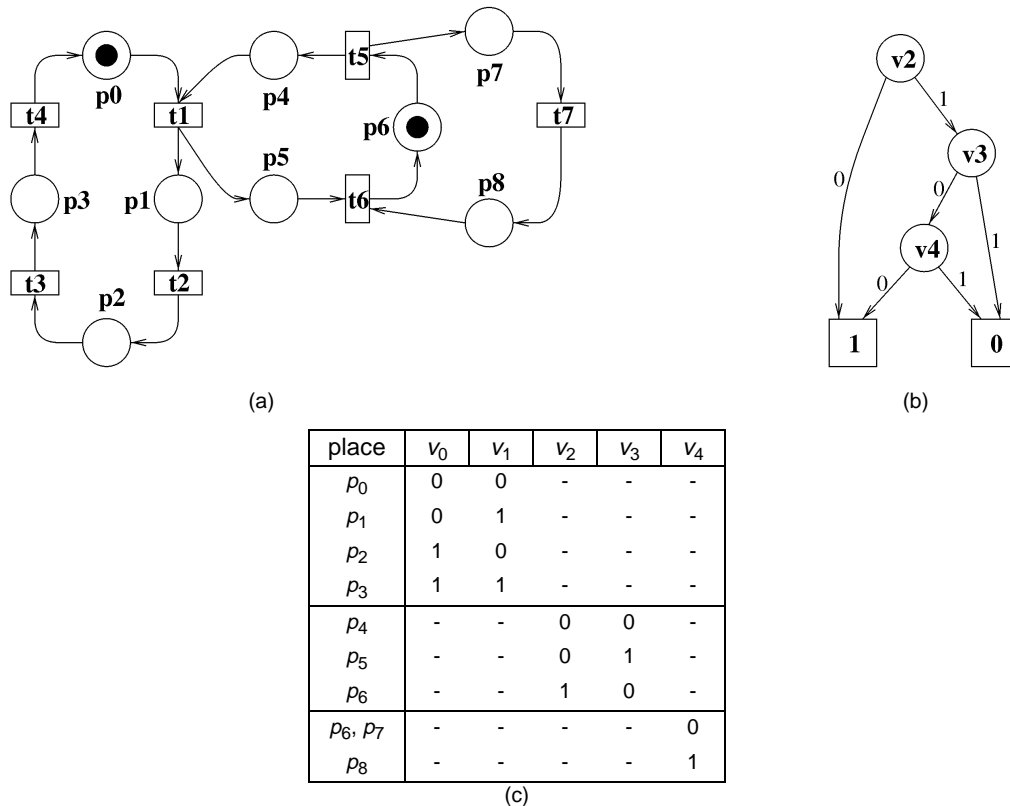 p0
t4
t1
p3
p1
t3
t2
p2
p4
t5
p7
p6
t7
p5
t6
p8
(a)
v2
1
v3
0
0
1
v4
0
1
1
0
(b)
place v0 v1 v2 v3 v4
p0 0 0 - - -
p1 0 1 - - -
p2 1 0 - - -
p3 1 1 - - -
p4 - - 0 0 -
p5 - - 0 1 -
p6 - - 1 0 -
p6, p7 - - - - 0
p8 - - - - 1
(c)